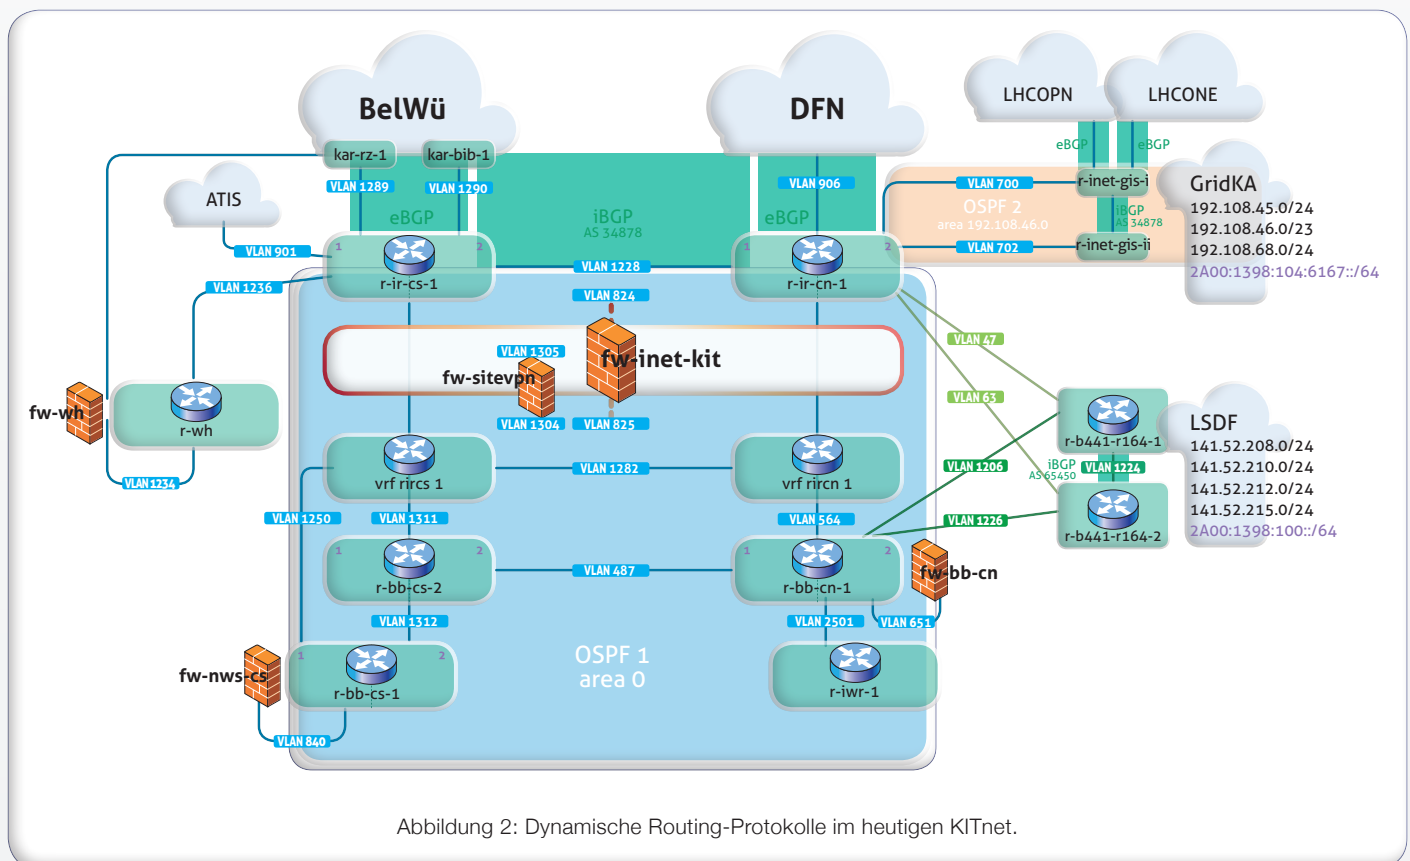 BelWü
DFN
LHCOPN
LHCONE
kar-rz-1
kar-bib-1
eBGP
eBGP
VLAN 1289
VLAN 1290
VLAN 906
VLAN 700
r-inet-gis-i
GridKA
ATIS
192.108.45.0/24
eBGP
iBGP
AS 34878
eBGP
OSPF 2
area 192.108.46.0
iBGP
AS 34878
192.108.46.0/23
VLAN 901
1
2
1
2
VLAN 702
r-inet-gis-ii
192.108.68.0/24
VLAN 1228
2A00:1398:104:6167::/64
VLAN 1236
r-ir-cs-1
r-ir-cn-1
VLAN 824
VLAN 47
VLAN 1305
fw-inet-kit
fw-sitevpn
VLAN 63
fw-wh
r-wh
VLAN 1304
VLAN 825
LSDF
r-b441-r164-1
141.52.208.0/24
VLAN 1206
iBGP
AS 65450
VLAN 1224
141.52.210.0/24
VLAN 1234
vrf rircs 1
VLAN 1282
vrf rircn 1
141.52.212.0/24
141.52.215.0/24
VLAN 1250
VLAN 1311
VLAN 564
VLAN 1226
r-b441-r164-2
2A00:1398:100::/64
1
2
1
2
VLAN 487
fw-bb-cn
r-bb-cs-2
r-bb-cn-1
VLAN 1312
VLAN 2501
VLAN 651
1
2
OSPF 1
area 0
fw-nws-cs
r-bb-cs-1
r-iwr-1
VLAN 840
Abbildung 2: Dynamische Routing-Protokolle im heutigen KITnet.